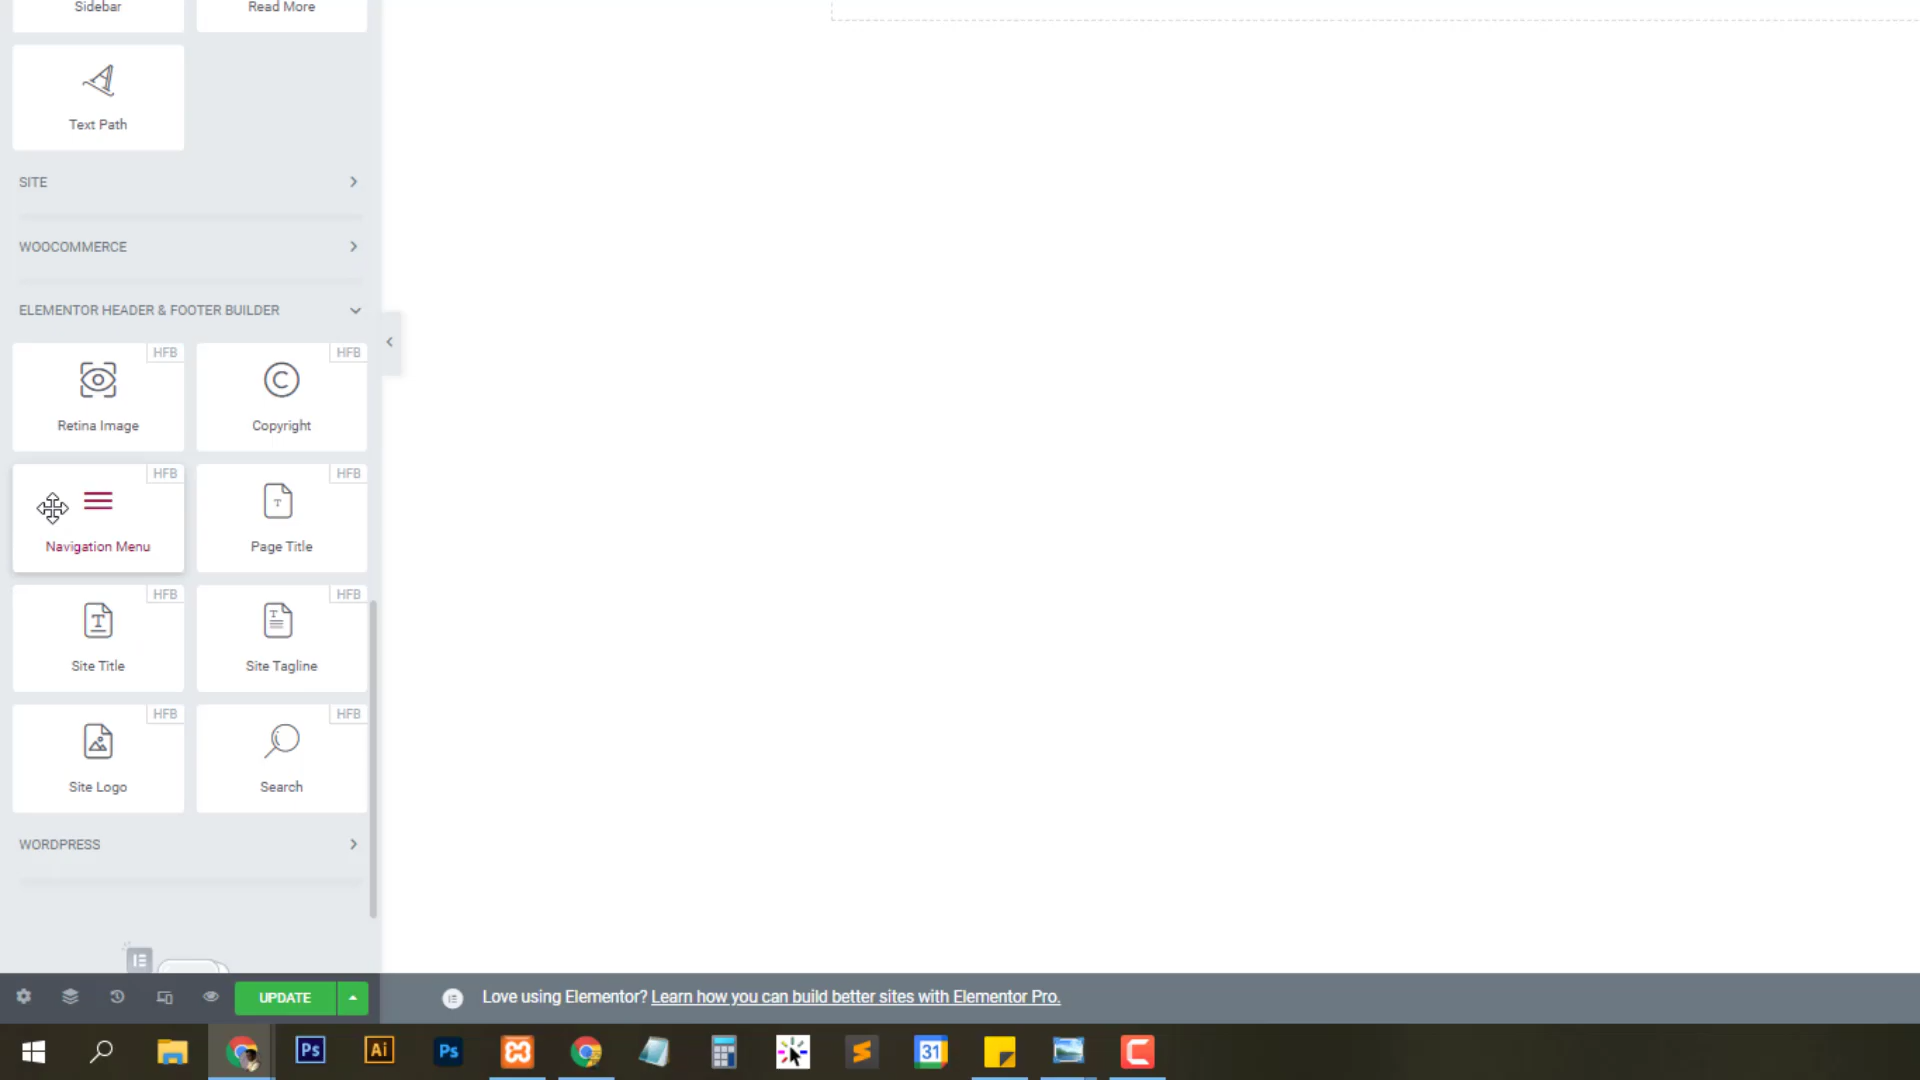 Sidebar
Read More
Text Path
SITE
WOOCOMMERCE
ELEMENTOR HEADER & FOOTER BUILDER
HFB
HFB
Retina Image
Copyright
HFB
HFB
Navigation Menu
Page Title
HFB
HFB
Site Title
Site Tagline
HFB
HFB
Site Logo
Search
WORDPRESS
UPDATE
Love using Elementor? Learn how you can build better sites with Elementor Pro.
Ps
Ai
Ps
31